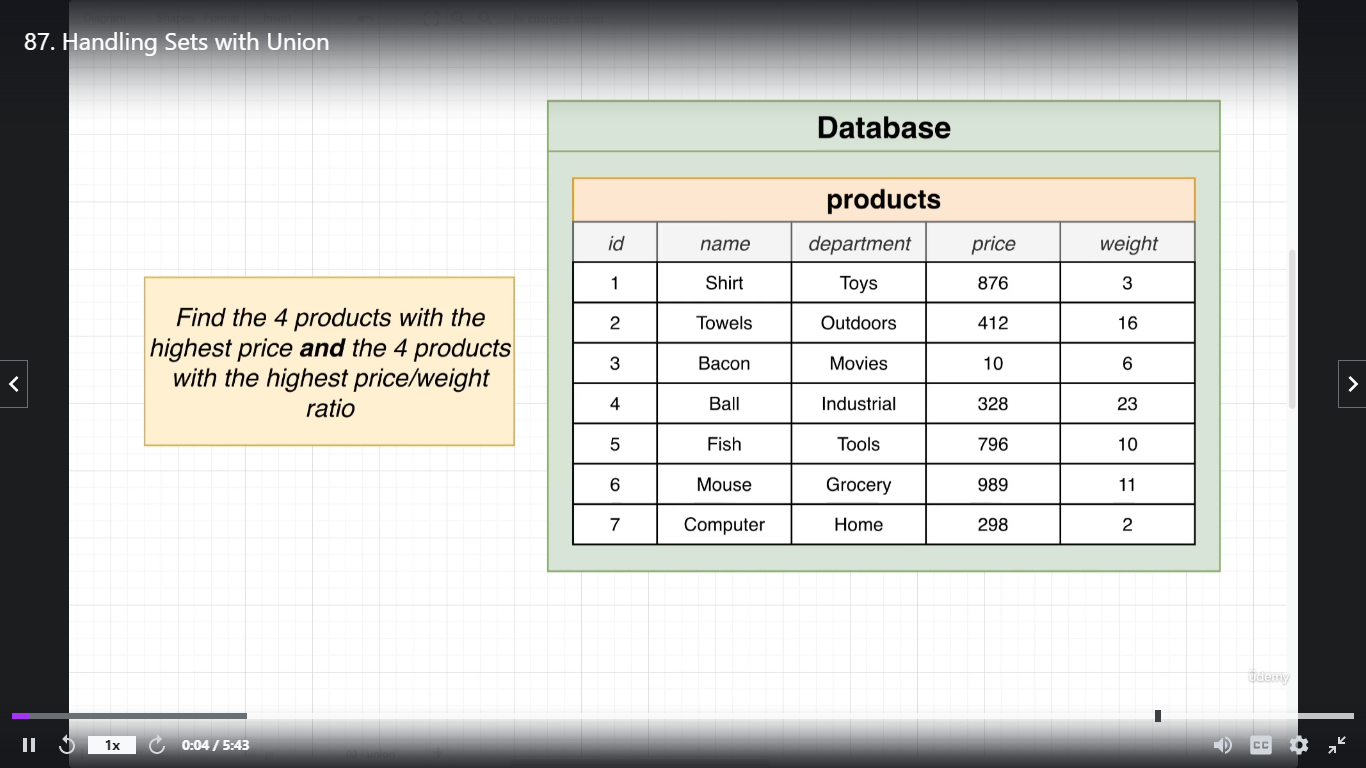 87. Handling Sets with Union
Database
products
id name department price weight
1 Shirt Toys 876 3
2 Towels Outdoors 412 16
3 Bacon Movies 10 6
4 Ball Industrial 328 23
5 Fish Tools 796 10
6 Mouse Grocery 989 11
7 Computer Home 298 2
Find the 4 products with the
highest price and the 4 products
with the highest price/weight
ratio
udemy
1x 0:04 / 5:43 CC